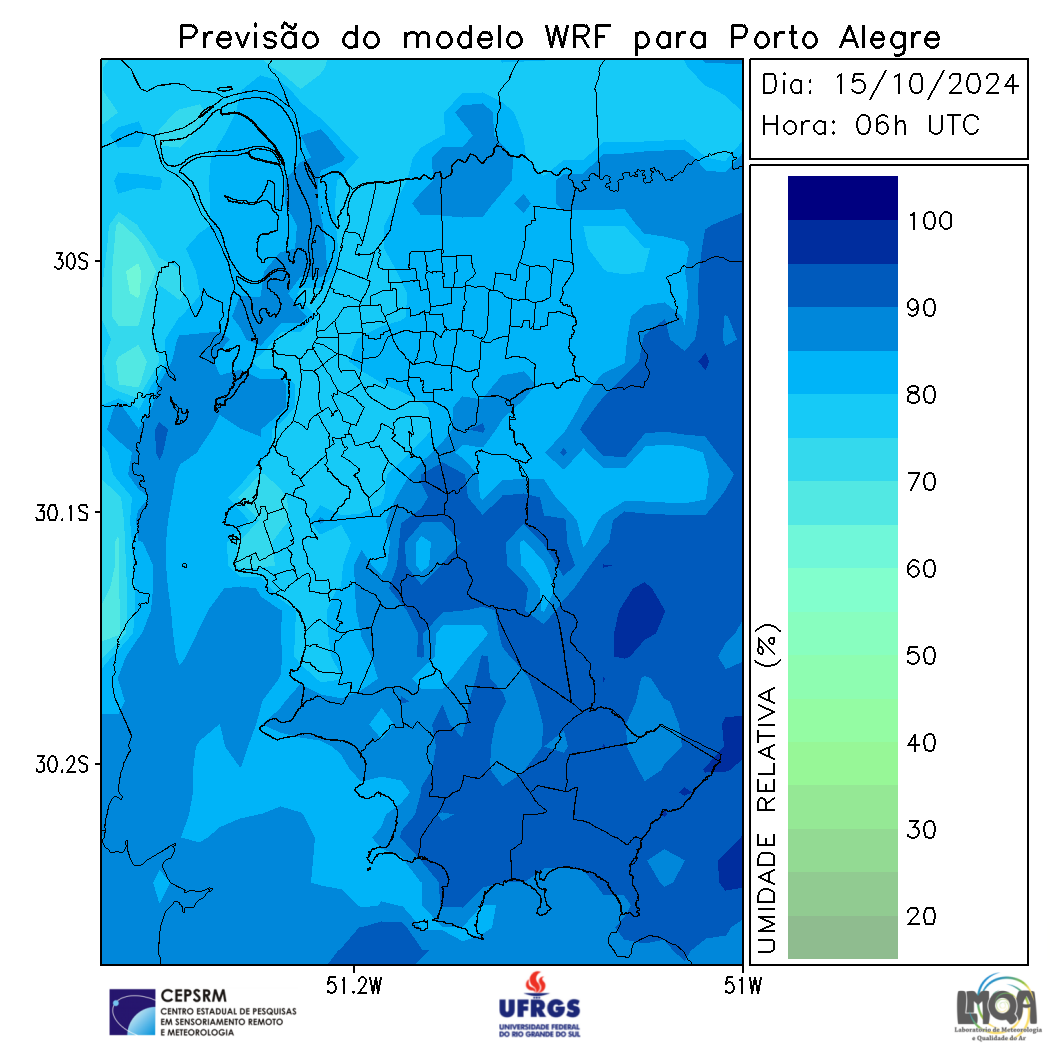 Previsão do modelo WRF para Porto Alegre
Dia: 15/10/2024
Hora: 06h UTC
30S
30.1S
30.2S
51.2W
51W
UMIDADE RELATIVA (%)
100
90
80
70
60
50
40
30
20
CEPSRM
CENTRO ESTADUAL DE PESQUISAS
EM SENSORIAMENTO REMOTO
E METEOROLOGIA
UFRGS
UNIVERSIDADE FEDERAL
DO RIO GRANDE DO SUL
LMQA
Laboratório de Meteorologia
e Qualidade do Ar